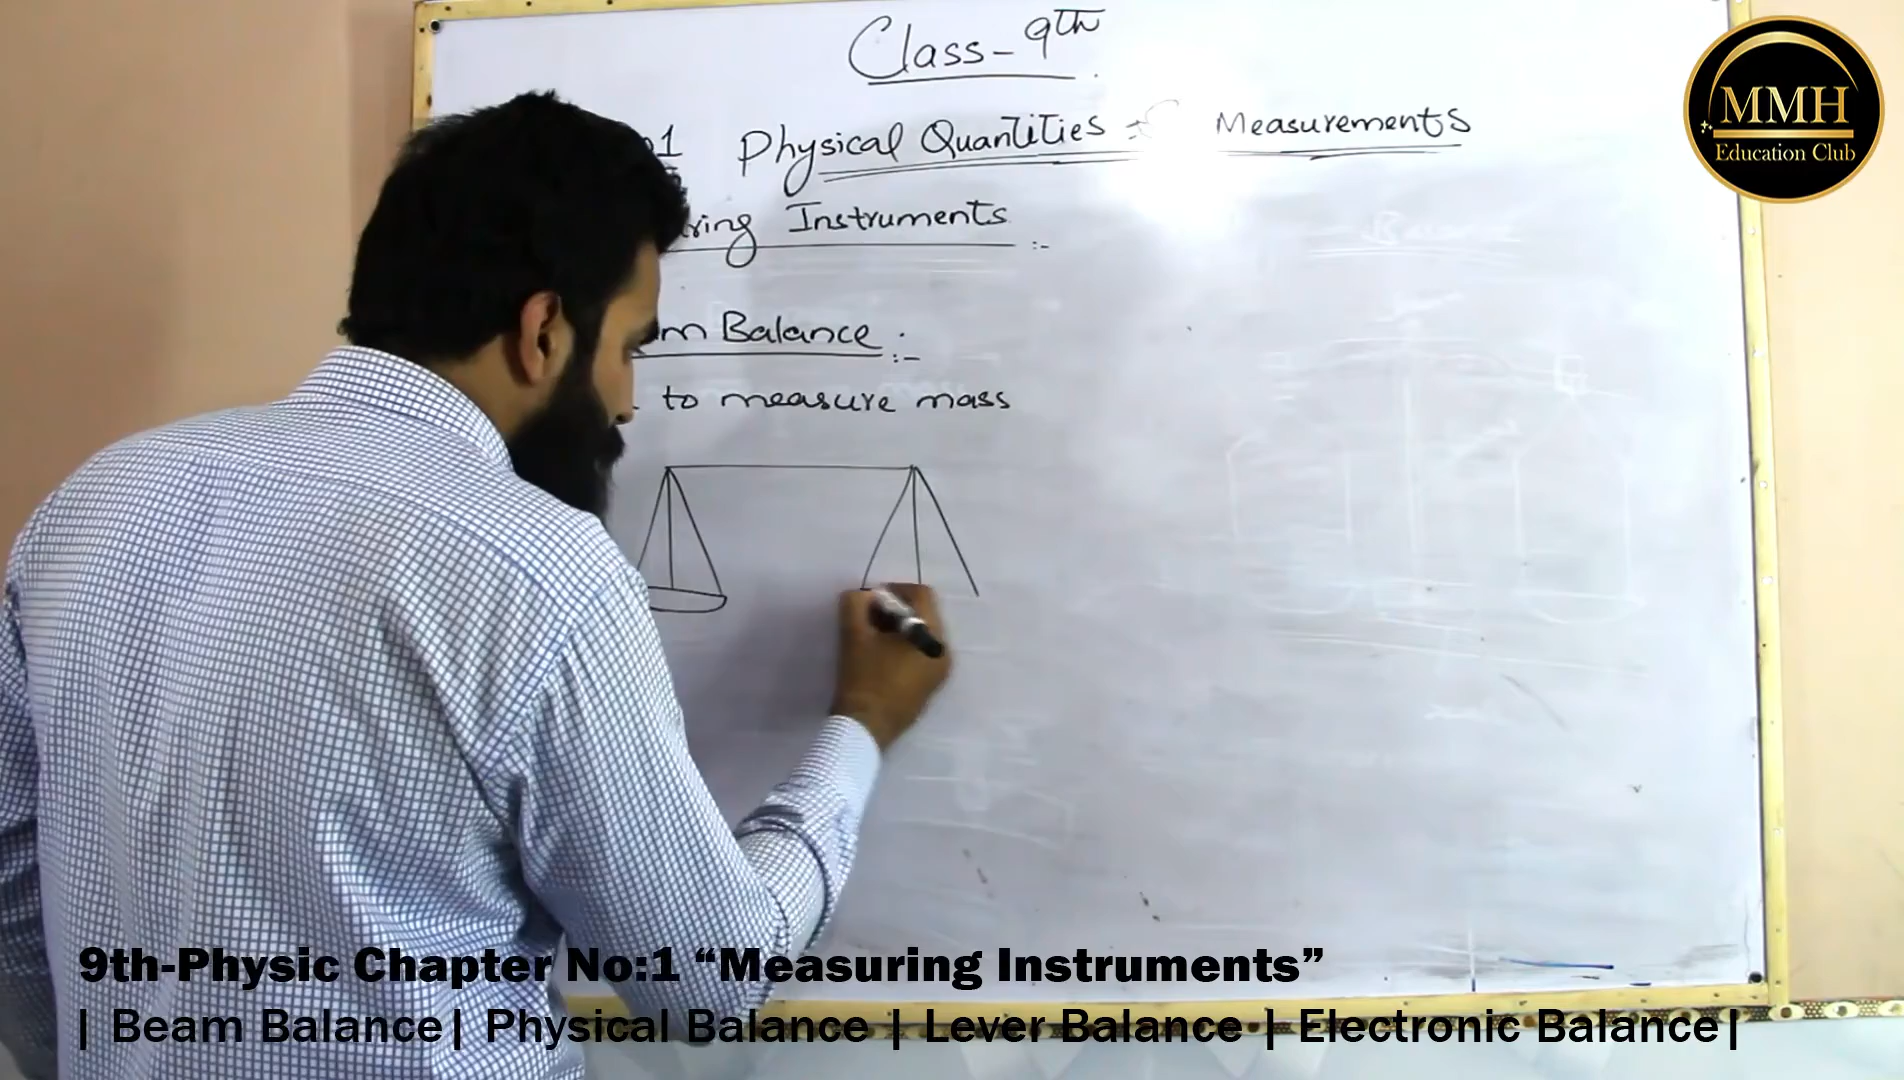 Class-9th
Physical Quantities Measurements
MMH
Education Club
Instruments :-
Balance :-
to measure mass
9th-Physic Chapter No:1 “Measuring Instruments”
| Beam Balance| Physical Balance | Lever Balance | Electronic Balance|